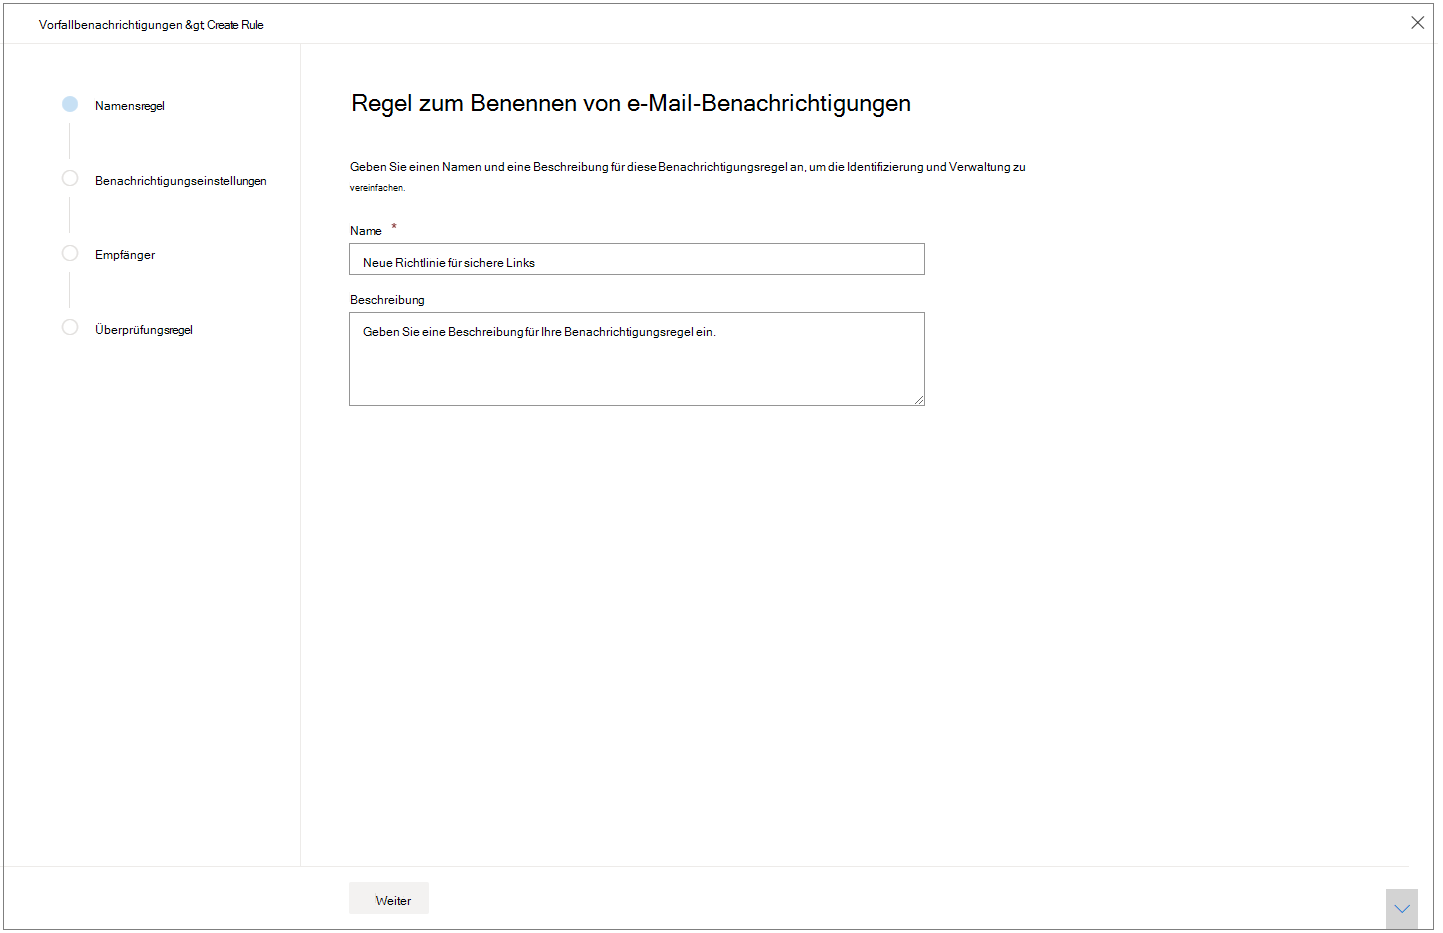 Vorfallbenachrichtigungen &gt; Create Rule
Namensregel
Benachrichtigungseinstellungen
Empfänger
Überprüfungsregel
Regel zum Benennen von e-Mail-Benachrichtigungen
Geben Sie einen Namen und eine Beschreibung für diese Benachrichtigungsregel an, um die Identifizierung und Verwaltung zu
vereinfachen.
Name *
Neue Richtlinie für sichere Links
Beschreibung
Geben Sie eine Beschreibung für Ihre Benachrichtigungsregel ein.
Weiter